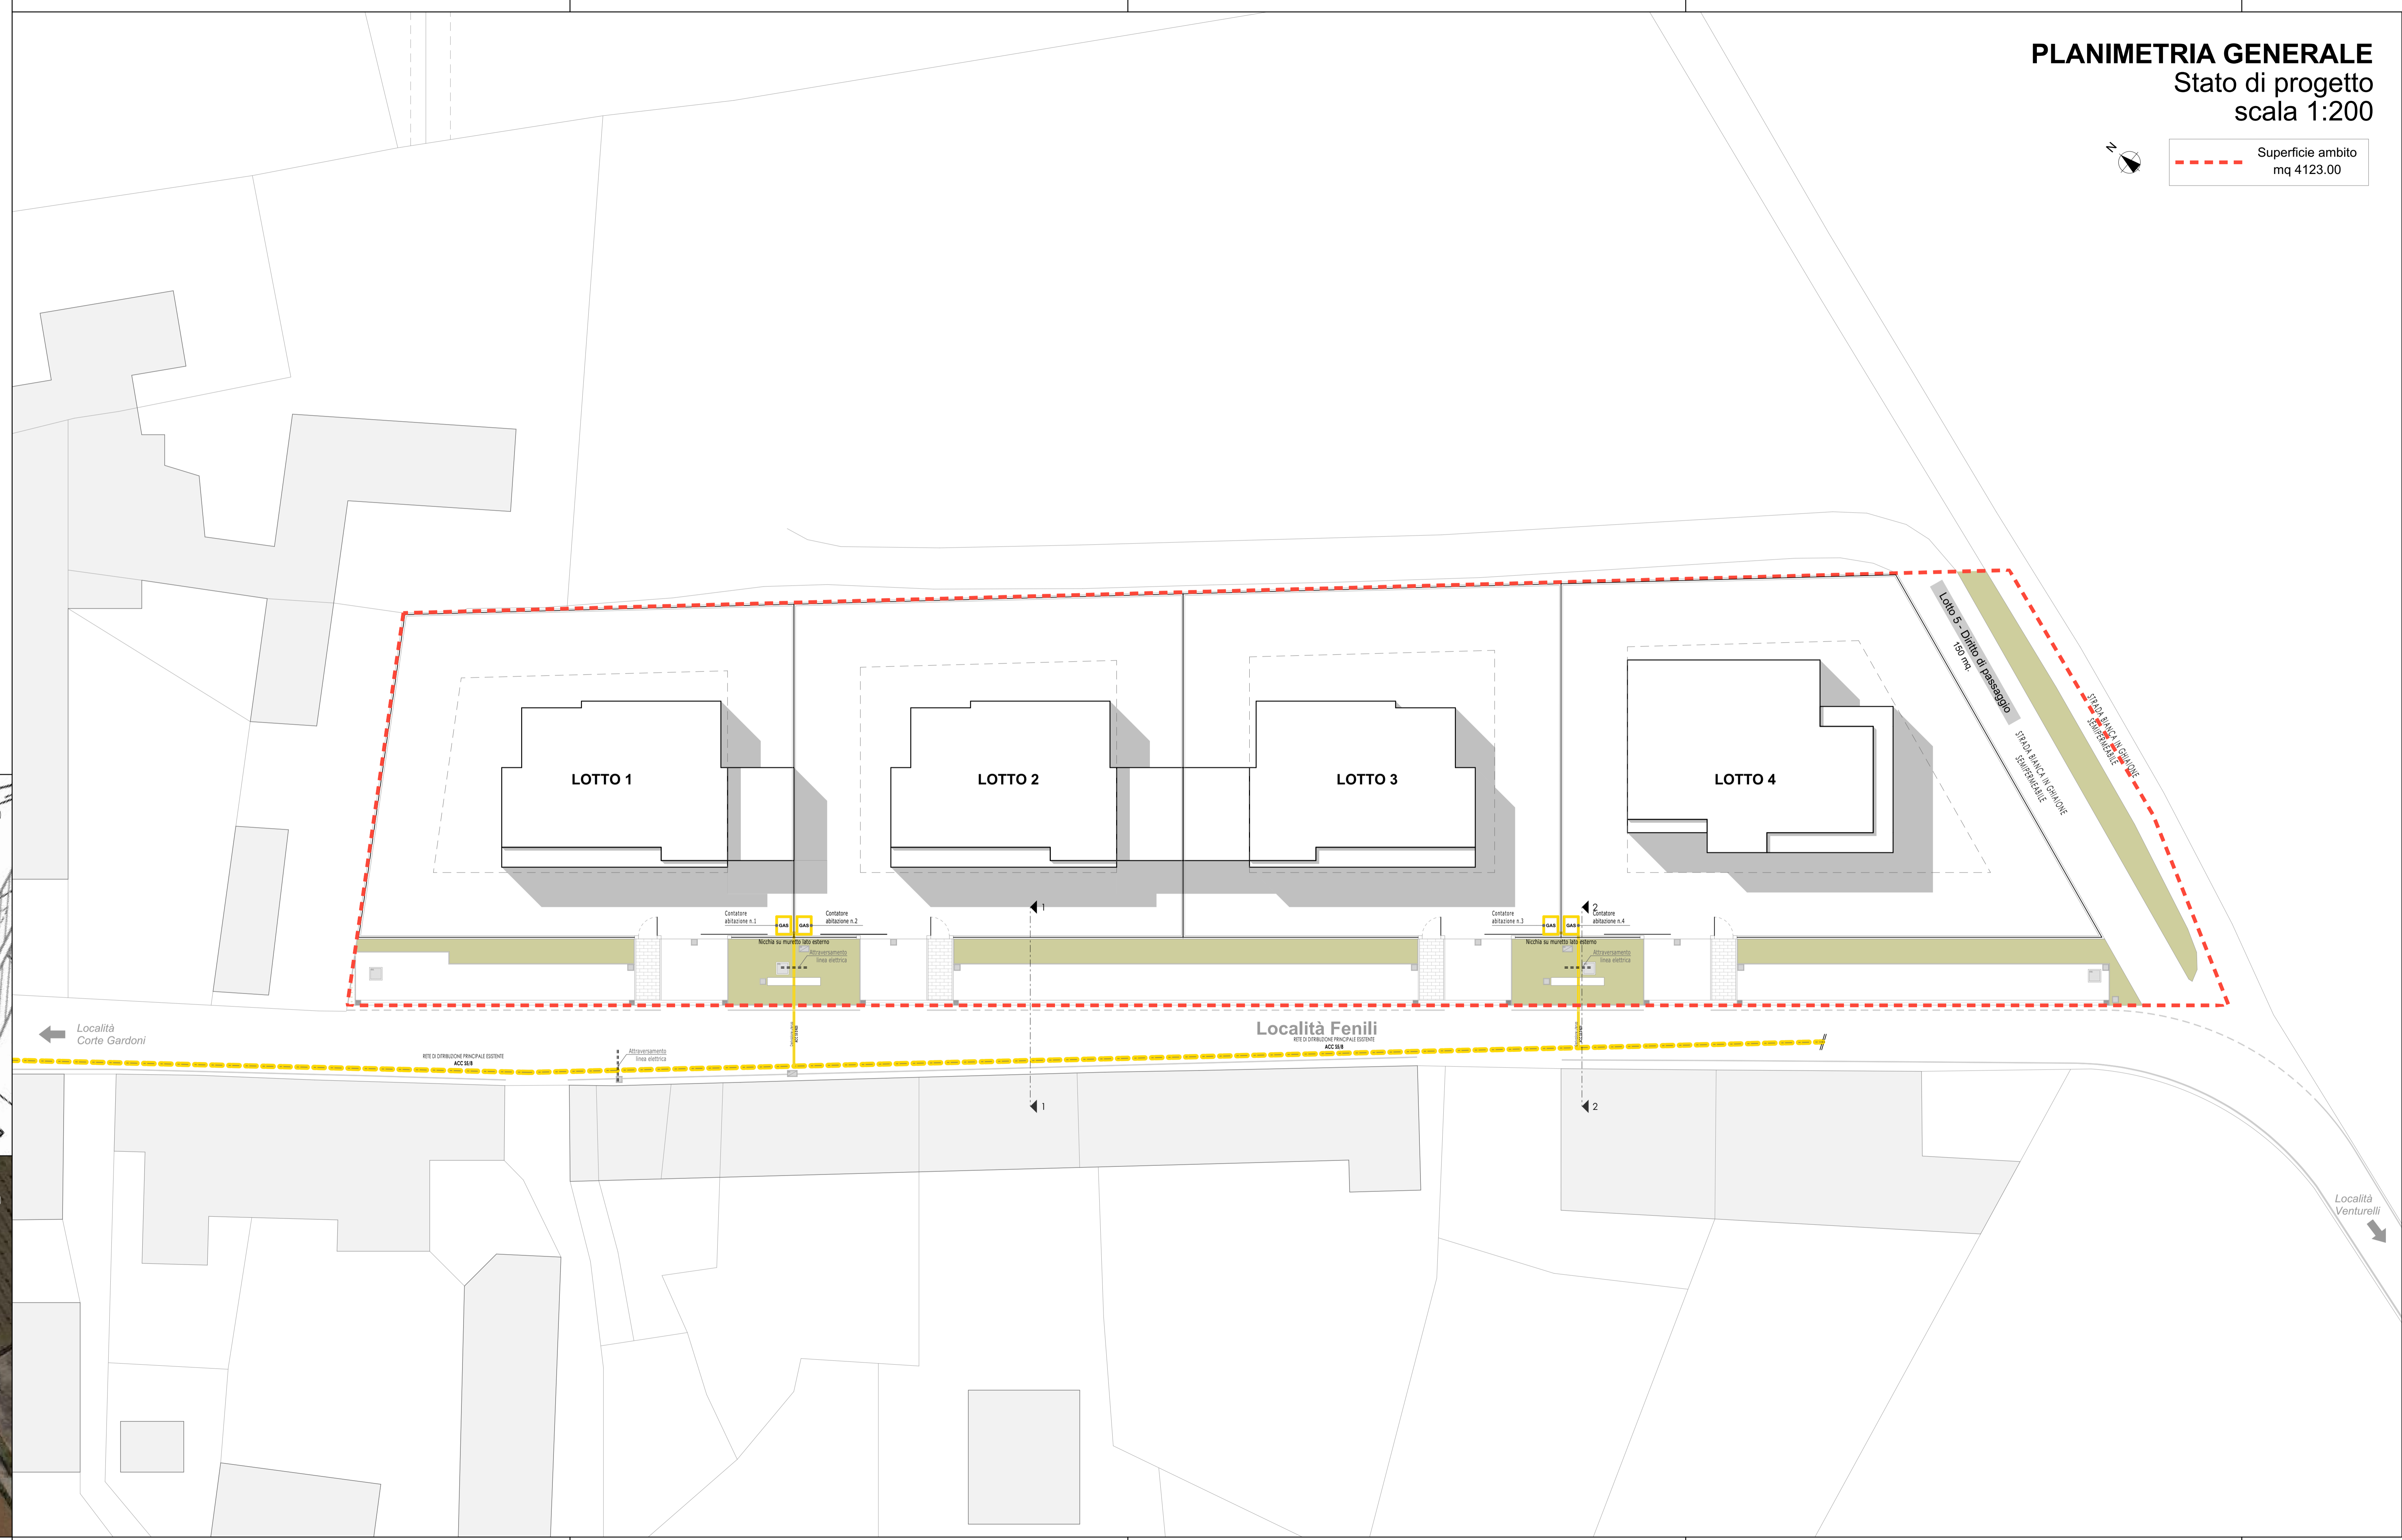 PLANIMETRIA GENERALE
Stato di progetto
scala 1:200
N
Superficie ambito
mq 4123.00
Lotto 5 - Diritto di passaggio
150 mq.
STRADA BIANCA IN GHIAIONE
SEMIPERMEABILE
STRADA BIANCA IN GHIAIONE
SEMIPERMEABILE
LOTTO 1
LOTTO 2
LOTTO 3
LOTTO 4
Contatore
abitazione n.1
GAS
GAS
Contatore
abitazione n.2
Nicchia su muretto lato esterno
Attraversamento
linea elettrica
1
Contatore
abitazione n.3
GAS
GAS
2
Contatore
abitazione n.4
Nicchia su muretto lato esterno
Attraversamento
linea elettrica
Località
Corte Gardoni
Località Fenili
RETE DI DITRIBUZIONE PRINCIPALE ESISTENTE
ACC SS/8
RETE DI DITRIBUZIONE PRINCIPALE ESISTENTE
ACC SS/8
Attraversamento
linea elettrica
1
2
Località
Venturelli